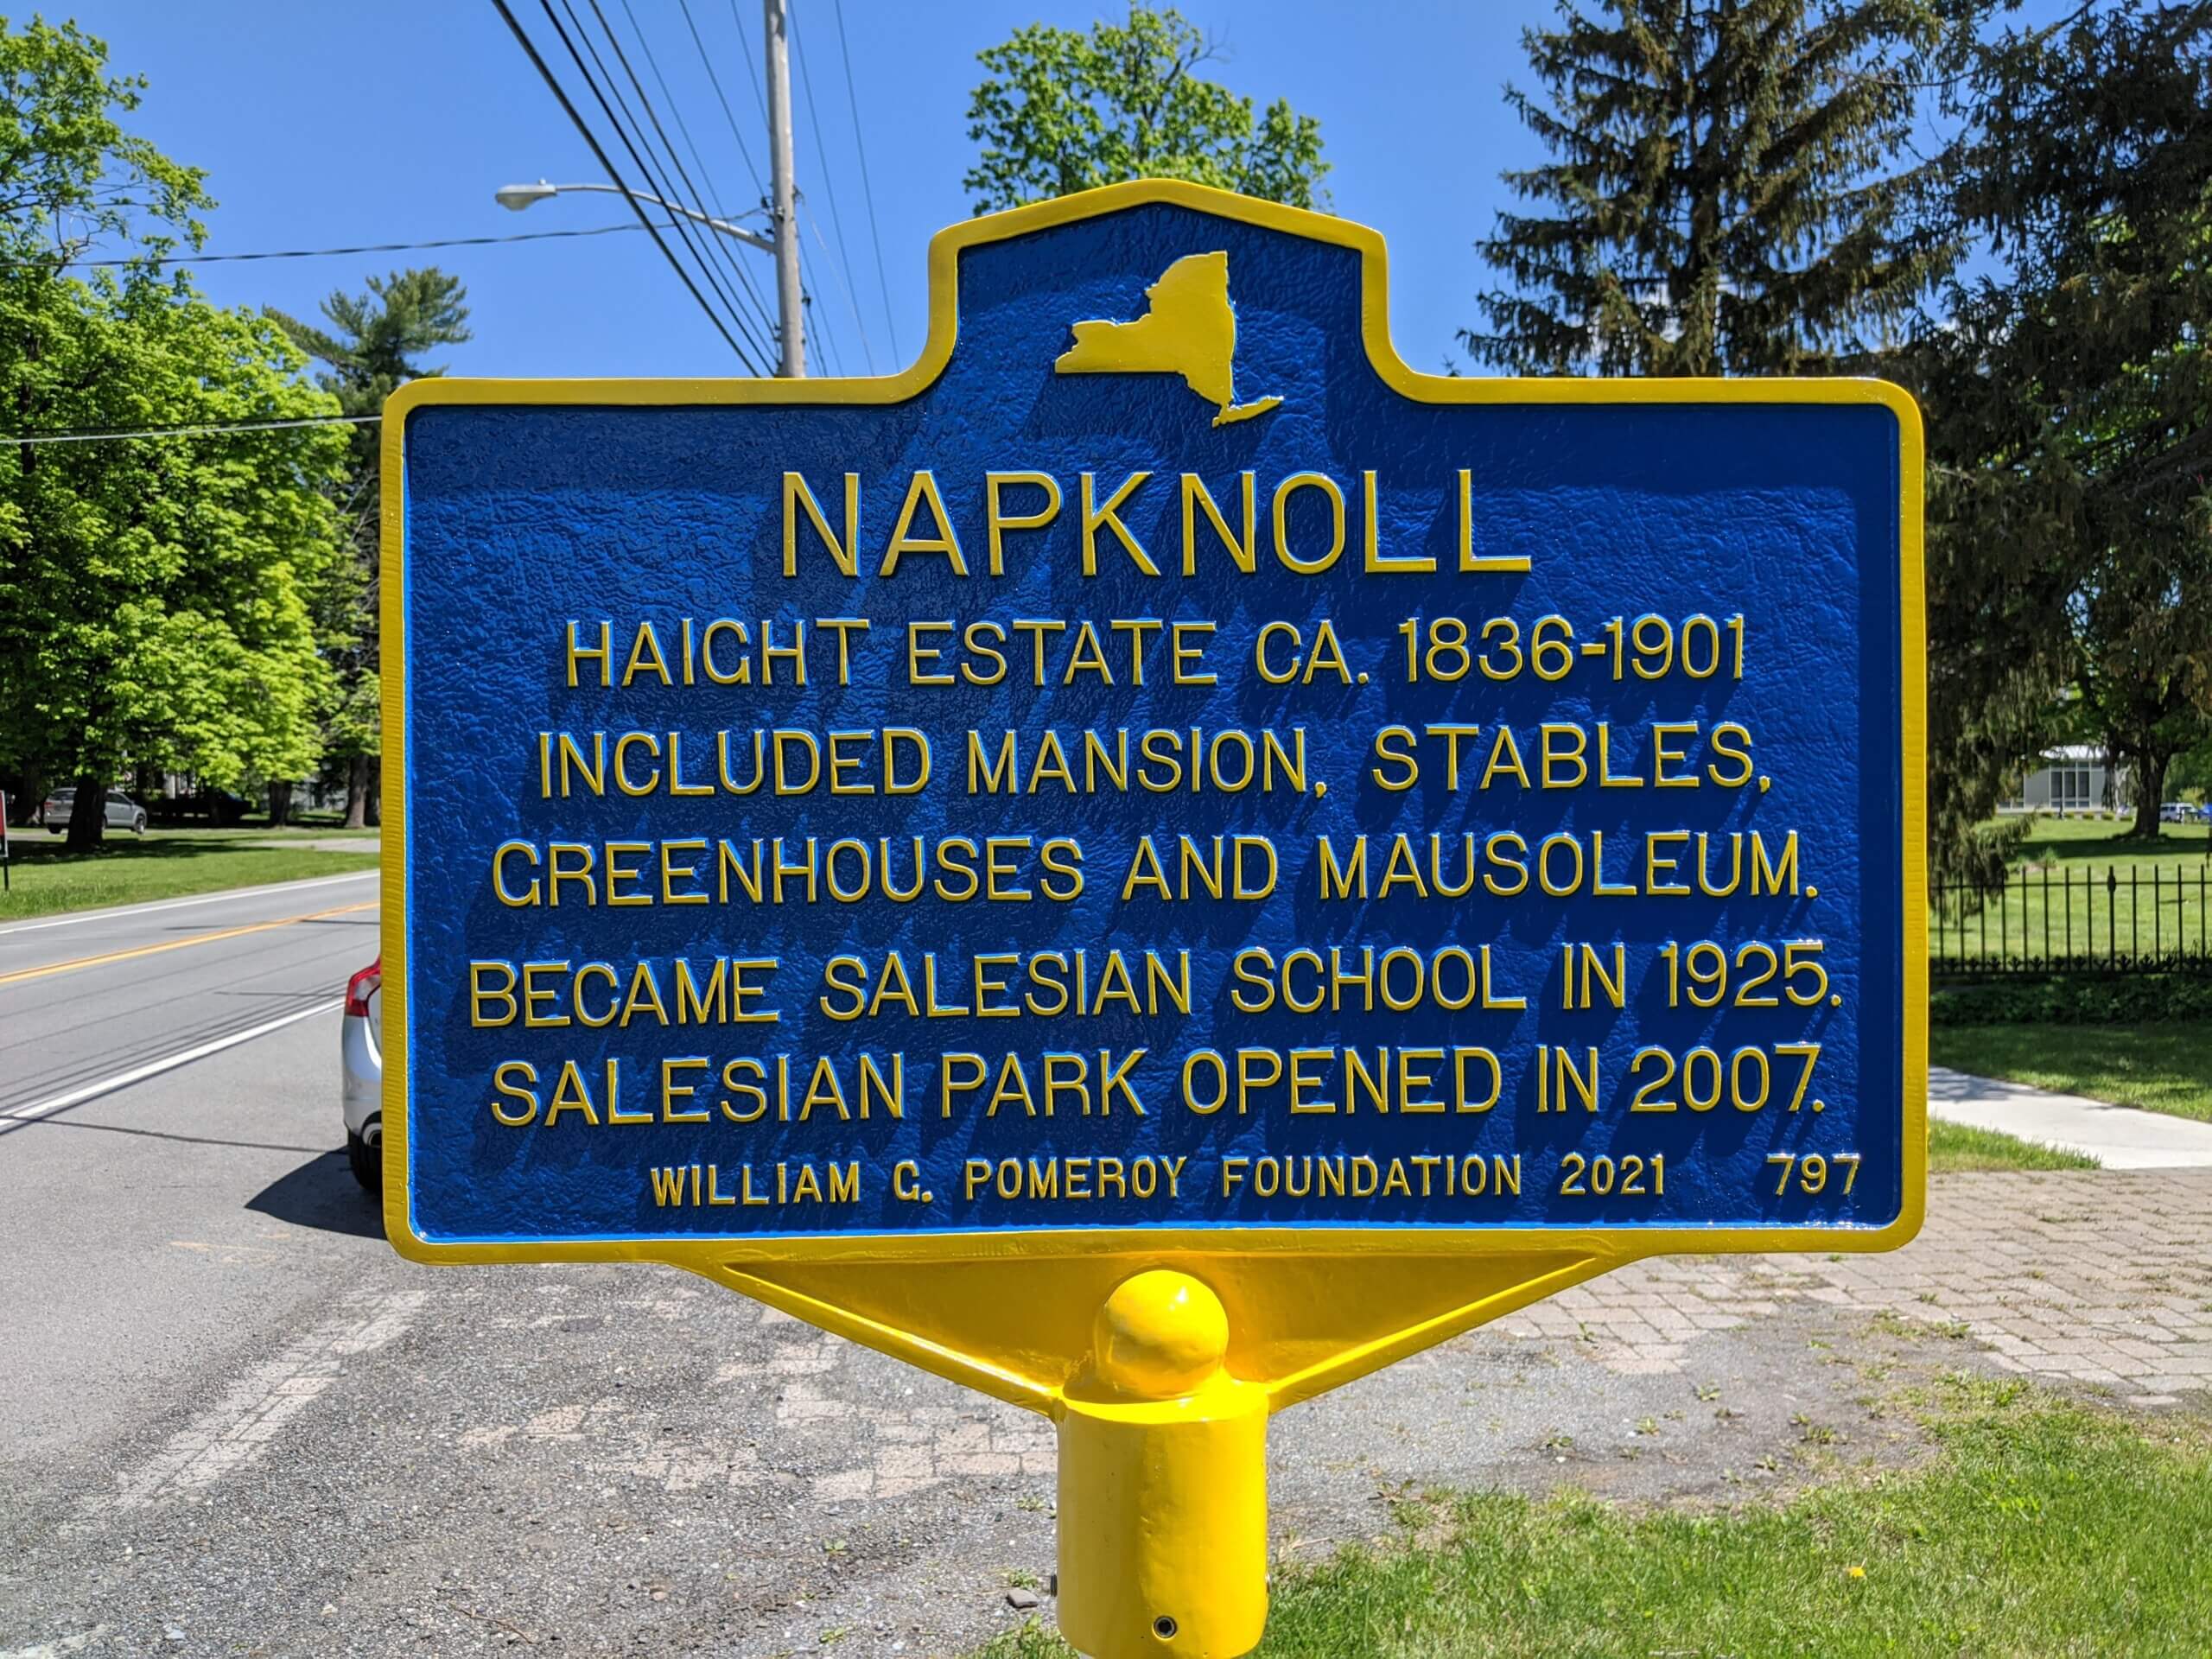 NAPKNOLL
HAIGHT ESTATE CA. 1836-1901
INCLUDED MANSION, STABLES,
GREENHOUSES AND MAUSOLEUM.
BECAME SALESIAN SCHOOL IN 1925.
SALESIAN PARK OPENED IN 2007.
WILLIAM G. POMEROY FOUNDATION 2021 797